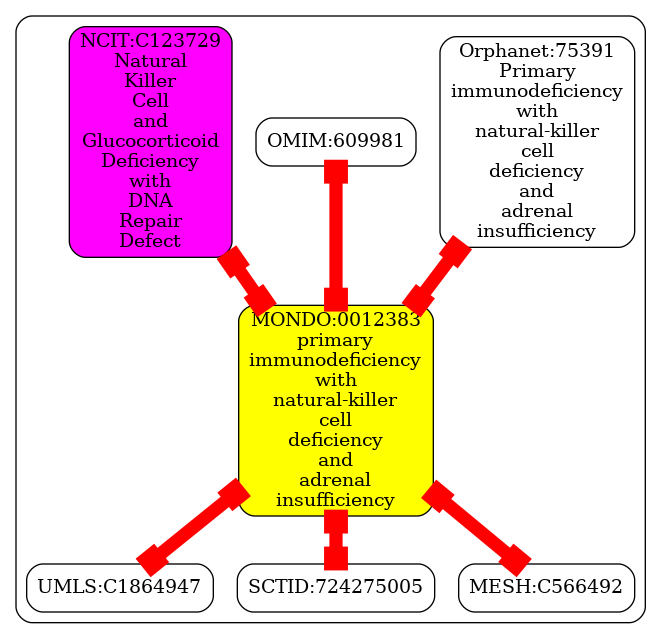 NCIT:C123729
Natural
Killer
Cell
and
Glucocorticoid
Deficiency
with
DNA
Repair
Defect
OMIM:609981
Orphanet:75391
Primary
immunodeficiency
with
natural-killer
cell
deficiency
and
adrenal
insufficiency
MONDO:0012383
primary
immunodeficiency
with
natural-killer
cell
deficiency
and
adrenal
insufficiency
UMLS:C1864947
SCTID:724275005
MESH:C566492